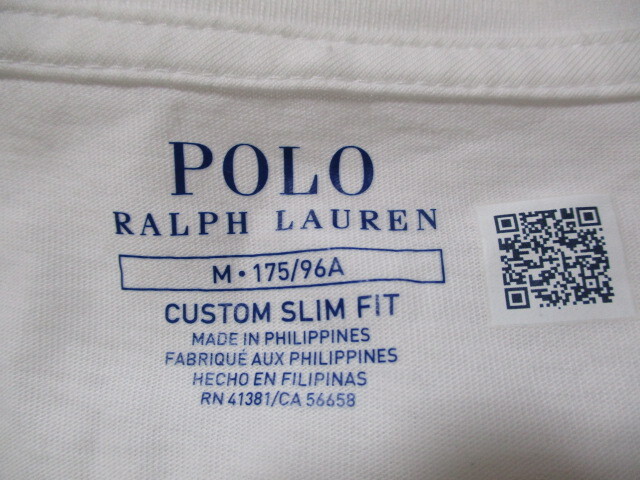 POLO
RALPH LAUREN
M • 175/96A
CUSTOM SLIM FIT
MADE IN PHILIPPINES
FABRIQUÉ AUX PHILIPPINES
HECHO EN FILIPINAS
RN 41381/CA 56658